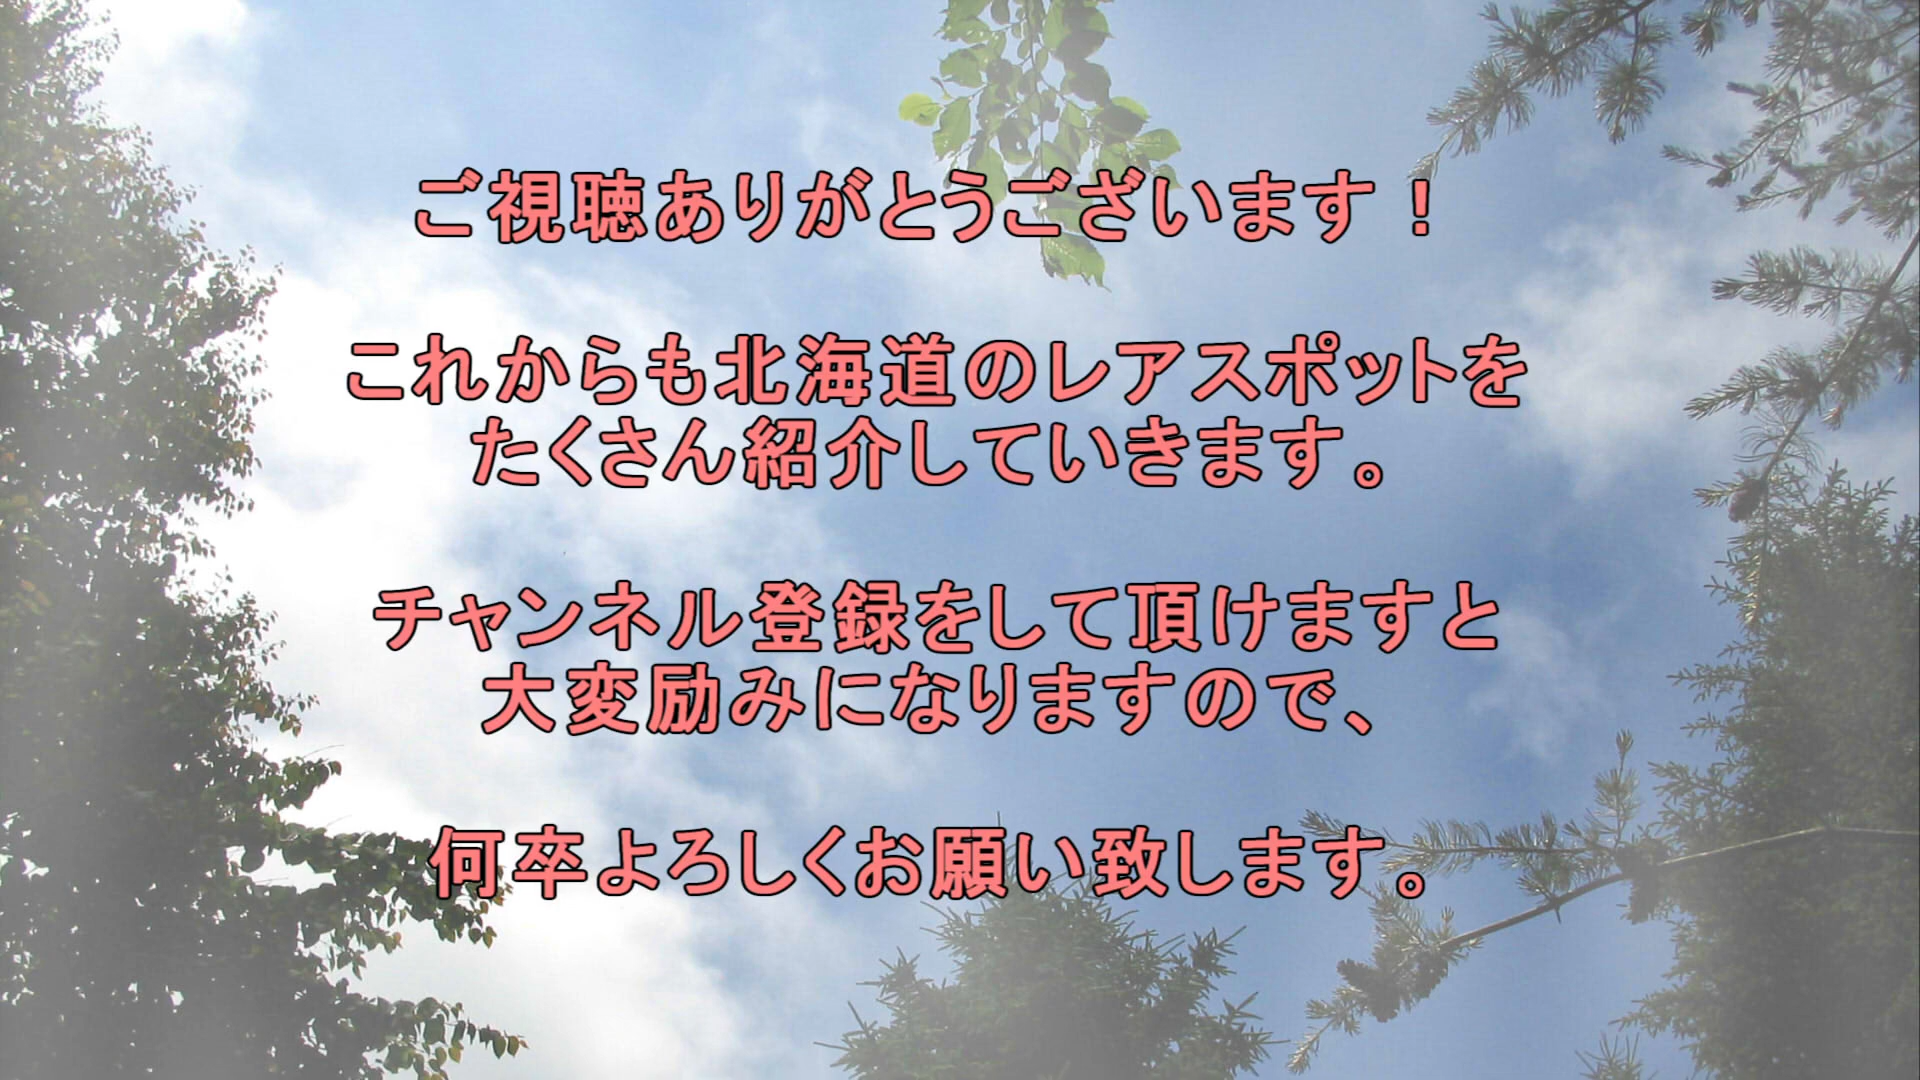 ご視聴ありがとうございます！
これからも北海道のレアスポットを
たくさん紹介していきます。
チャンネル登録をして頂けますと
大変励みになりますので、
何卒よろしくお願い致します。